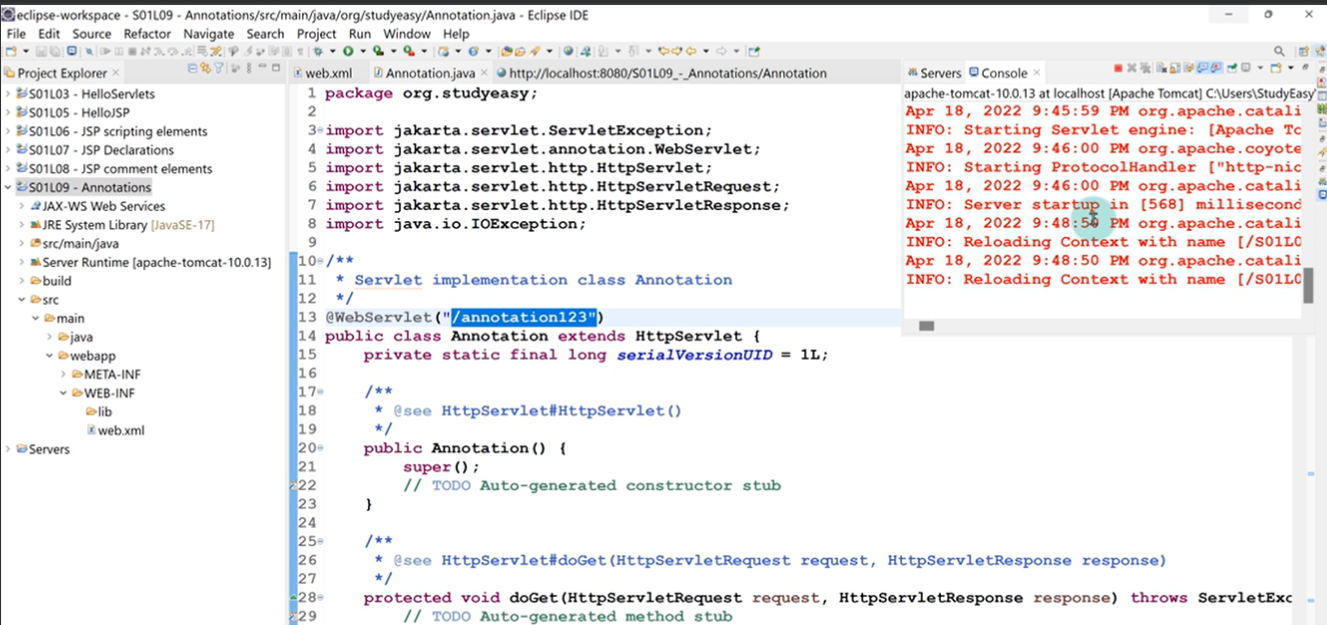 eclipse-workspace - S01L09 - Annotations/src/main/java/org/studyeasy/Annotation.java - Eclipse IDE
File Edit Source Refactor Navigate Search Project Run Window Help
Project Explorer
S01L03 - HelloServlets
S01L05 - HelloJSP
S01L06 - JSP scripting elements
S01L07 - JSP Declarations
S01L08 - JSP comment elements
S01L09 - Annotations
JAX-WS Web Services
JRE System Library [JavaSE-17]
src/main/java
Server Runtime [apache-tomcat-10.0.13]
build
src
main
java
webapp
META-INF
WEB-INF
lib
web.xml
Servers
web.xml Annotation.java http://localhost:8080/S01L09_-_Annotations/Annotation
1 package org.studyeasy;
2
3 import jakarta.servlet.ServletException;
4 import jakarta.servlet.annotation.WebServlet;
5 import jakarta.servlet.http.HttpServlet;
6 import jakarta.servlet.http.HttpServletRequest;
7 import jakarta.servlet.http.HttpServletResponse;
8 import java.io.IOException;
9
10 /**
11 * Servlet implementation class Annotation
12 */
13 @WebServlet("/annotation123")
14 public class Annotation extends HttpServlet {
15 private static final long serialVersionUID = 1L;
16
17 /**
18 * @see HttpServlet#HttpServlet()
19 */
20 public Annotation() {
21 super();
22 // TODO Auto-generated constructor stub
23 }
24
25 /**
26 * @see HttpServlet#doGet(HttpServletRequest request, HttpServletResponse response)
27 */
28 protected void doGet(HttpServletRequest request, HttpServletResponse response) throws ServletExc
29 // TODO Auto-generated method stub
Servers Console
apache-tomcat-10.0.13 at localhost [Apache Tomcat] C:\Users\StudyEasy
Apr 18, 2022 9:45:59 PM org.apache.catali
INFO: Starting Servlet engine: [Apache Tc
Apr 18, 2022 9:46:00 PM org.apache.coyote
INFO: Starting ProtocolHandler ["http-nic
Apr 18, 2022 9:46:00 PM org.apache.catali
INFO: Server startup in [568] millisecond
Apr 18, 2022 9:48:50 PM org.apache.catali
INFO: Reloading Context with name [/S01L0
Apr 18, 2022 9:48:50 PM org.apache.catali
INFO: Reloading Context with name [/S01L0